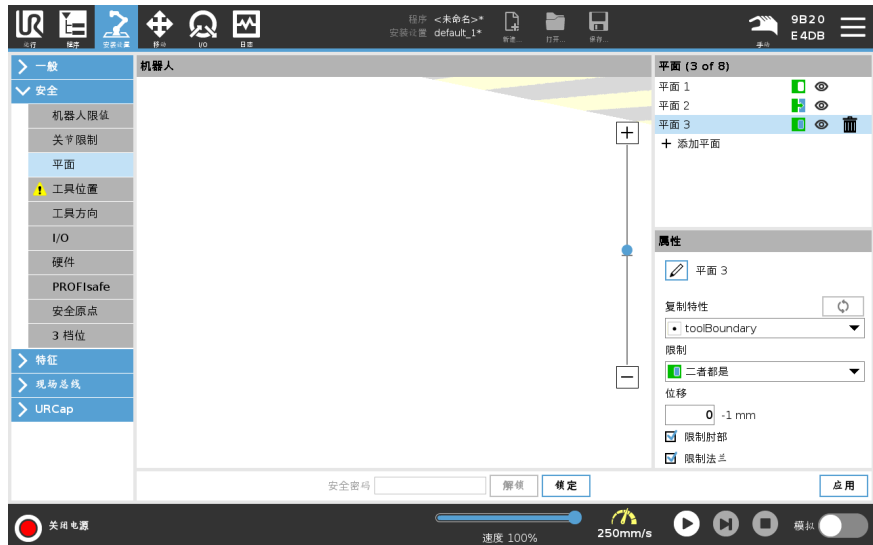 UR
运行 程序 安装设置 移动 I/O 日志
程序 <未命名>*
安装设置 default_1*
新建... 打开... 保存...
手动
9B20
E4DB
一般
安全
机器人限值
关节限制
平面
工具位置
工具方向
I/O
硬件
PROFIsafe
安全原点
3 档位
特征
现场总线
URCap
机器人
平面 (3 of 8)
平面 1
平面 2
平面 3
添加平面
属性
平面 3
复制特性
toolBoundary
限制
二者都是
位移
0 -1 mm
限制肘部
限制法兰
安全密码 解锁 锁定 应用
关闭电源
速度 100%
250mm/s
模拟